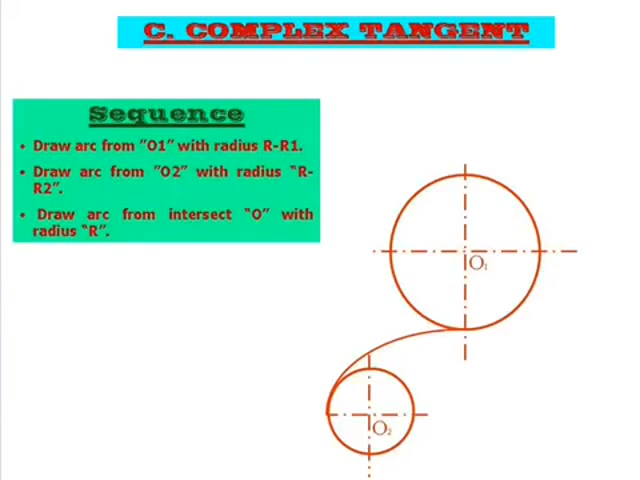 C. COMPLEX TANGENT
Sequence
• Draw arc from "O1" with radius R-R1.
• Draw arc from "O2" with radius "R-
R2".
• Draw arc from intersect "O" with
radius "R".
O1
O2